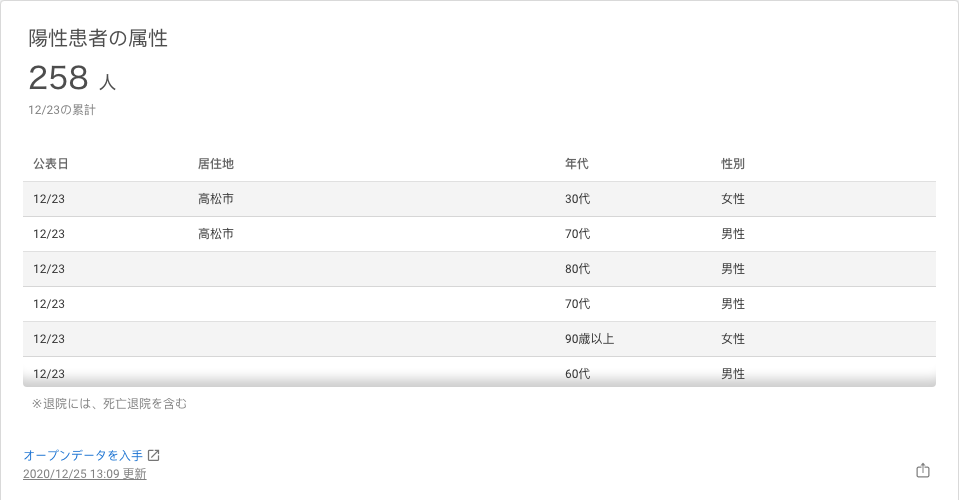 陽性患者の属性
258 人
12/23の累計
公表日 居住地 年代 性別
12/23 高松市 30代 女性
12/23 高松市 70代 男性
12/23 80代 男性
12/23 70代 男性
12/23 90歳以上 女性
12/23 60代 男性
※退院には、死亡退院を含む
オープンデータを入手
2020/12/25 13:09 更新